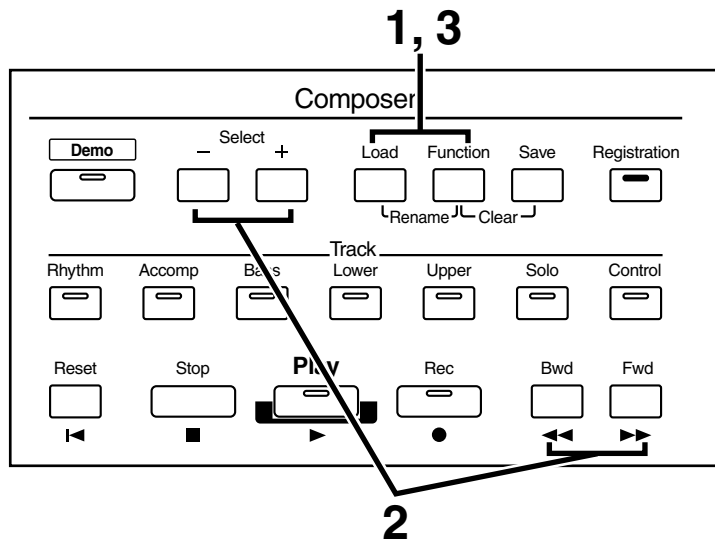 1, 3
Composer
Demo
− Select +
Load Function Save Registration
Rename Clear
Track
Rhythm Accomp Bass Lower Upper Solo Control
Reset Stop Play Rec Bwd Fwd
2